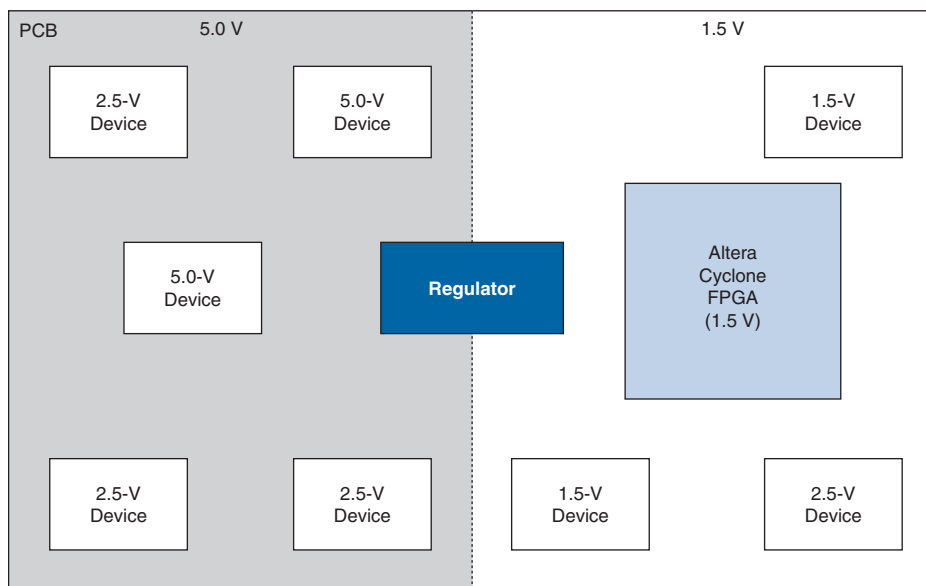 PCB
5.0 V
1.5 V
2.5-V
Device
5.0-V
Device
1.5-V
Device
5.0-V
Device
Regulator
Altera
Cyclone
FPGA
(1.5 V)
2.5-V
Device
2.5-V
Device
1.5-V
Device
2.5-V
Device